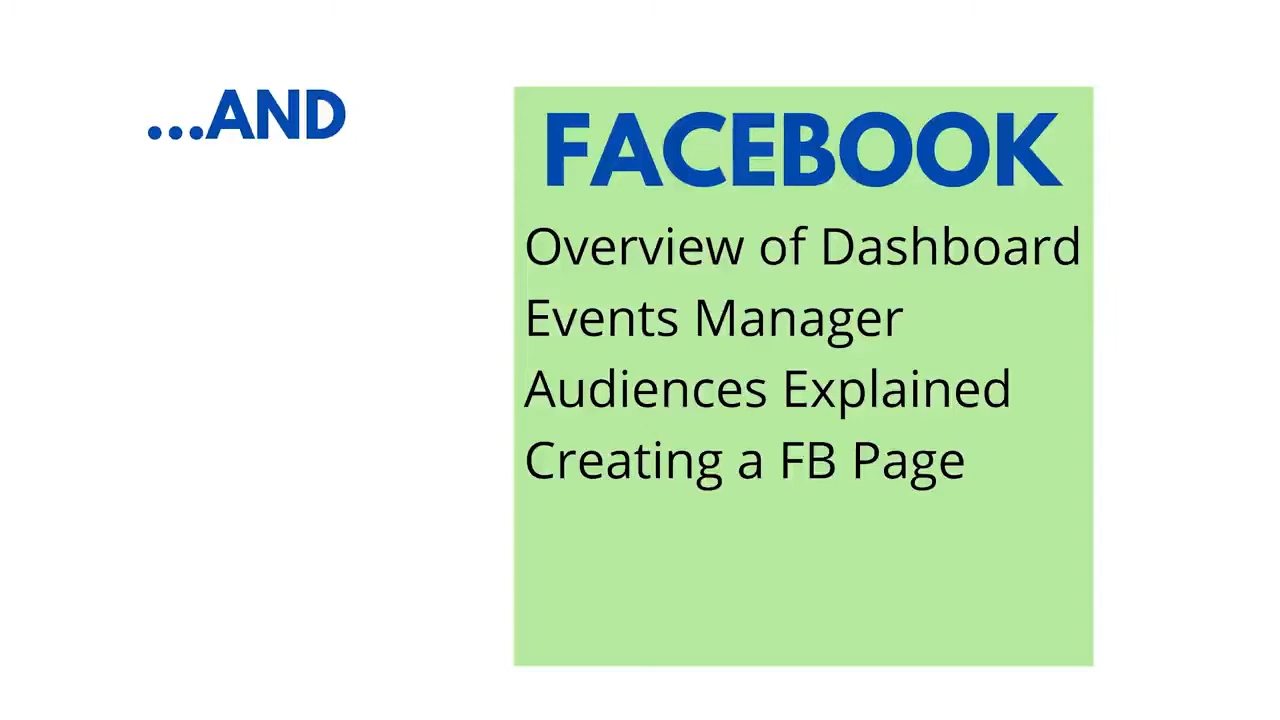 ...AND
FACEBOOK
Overview of Dashboard
Events Manager
Audiences Explained
Creating a FB Page